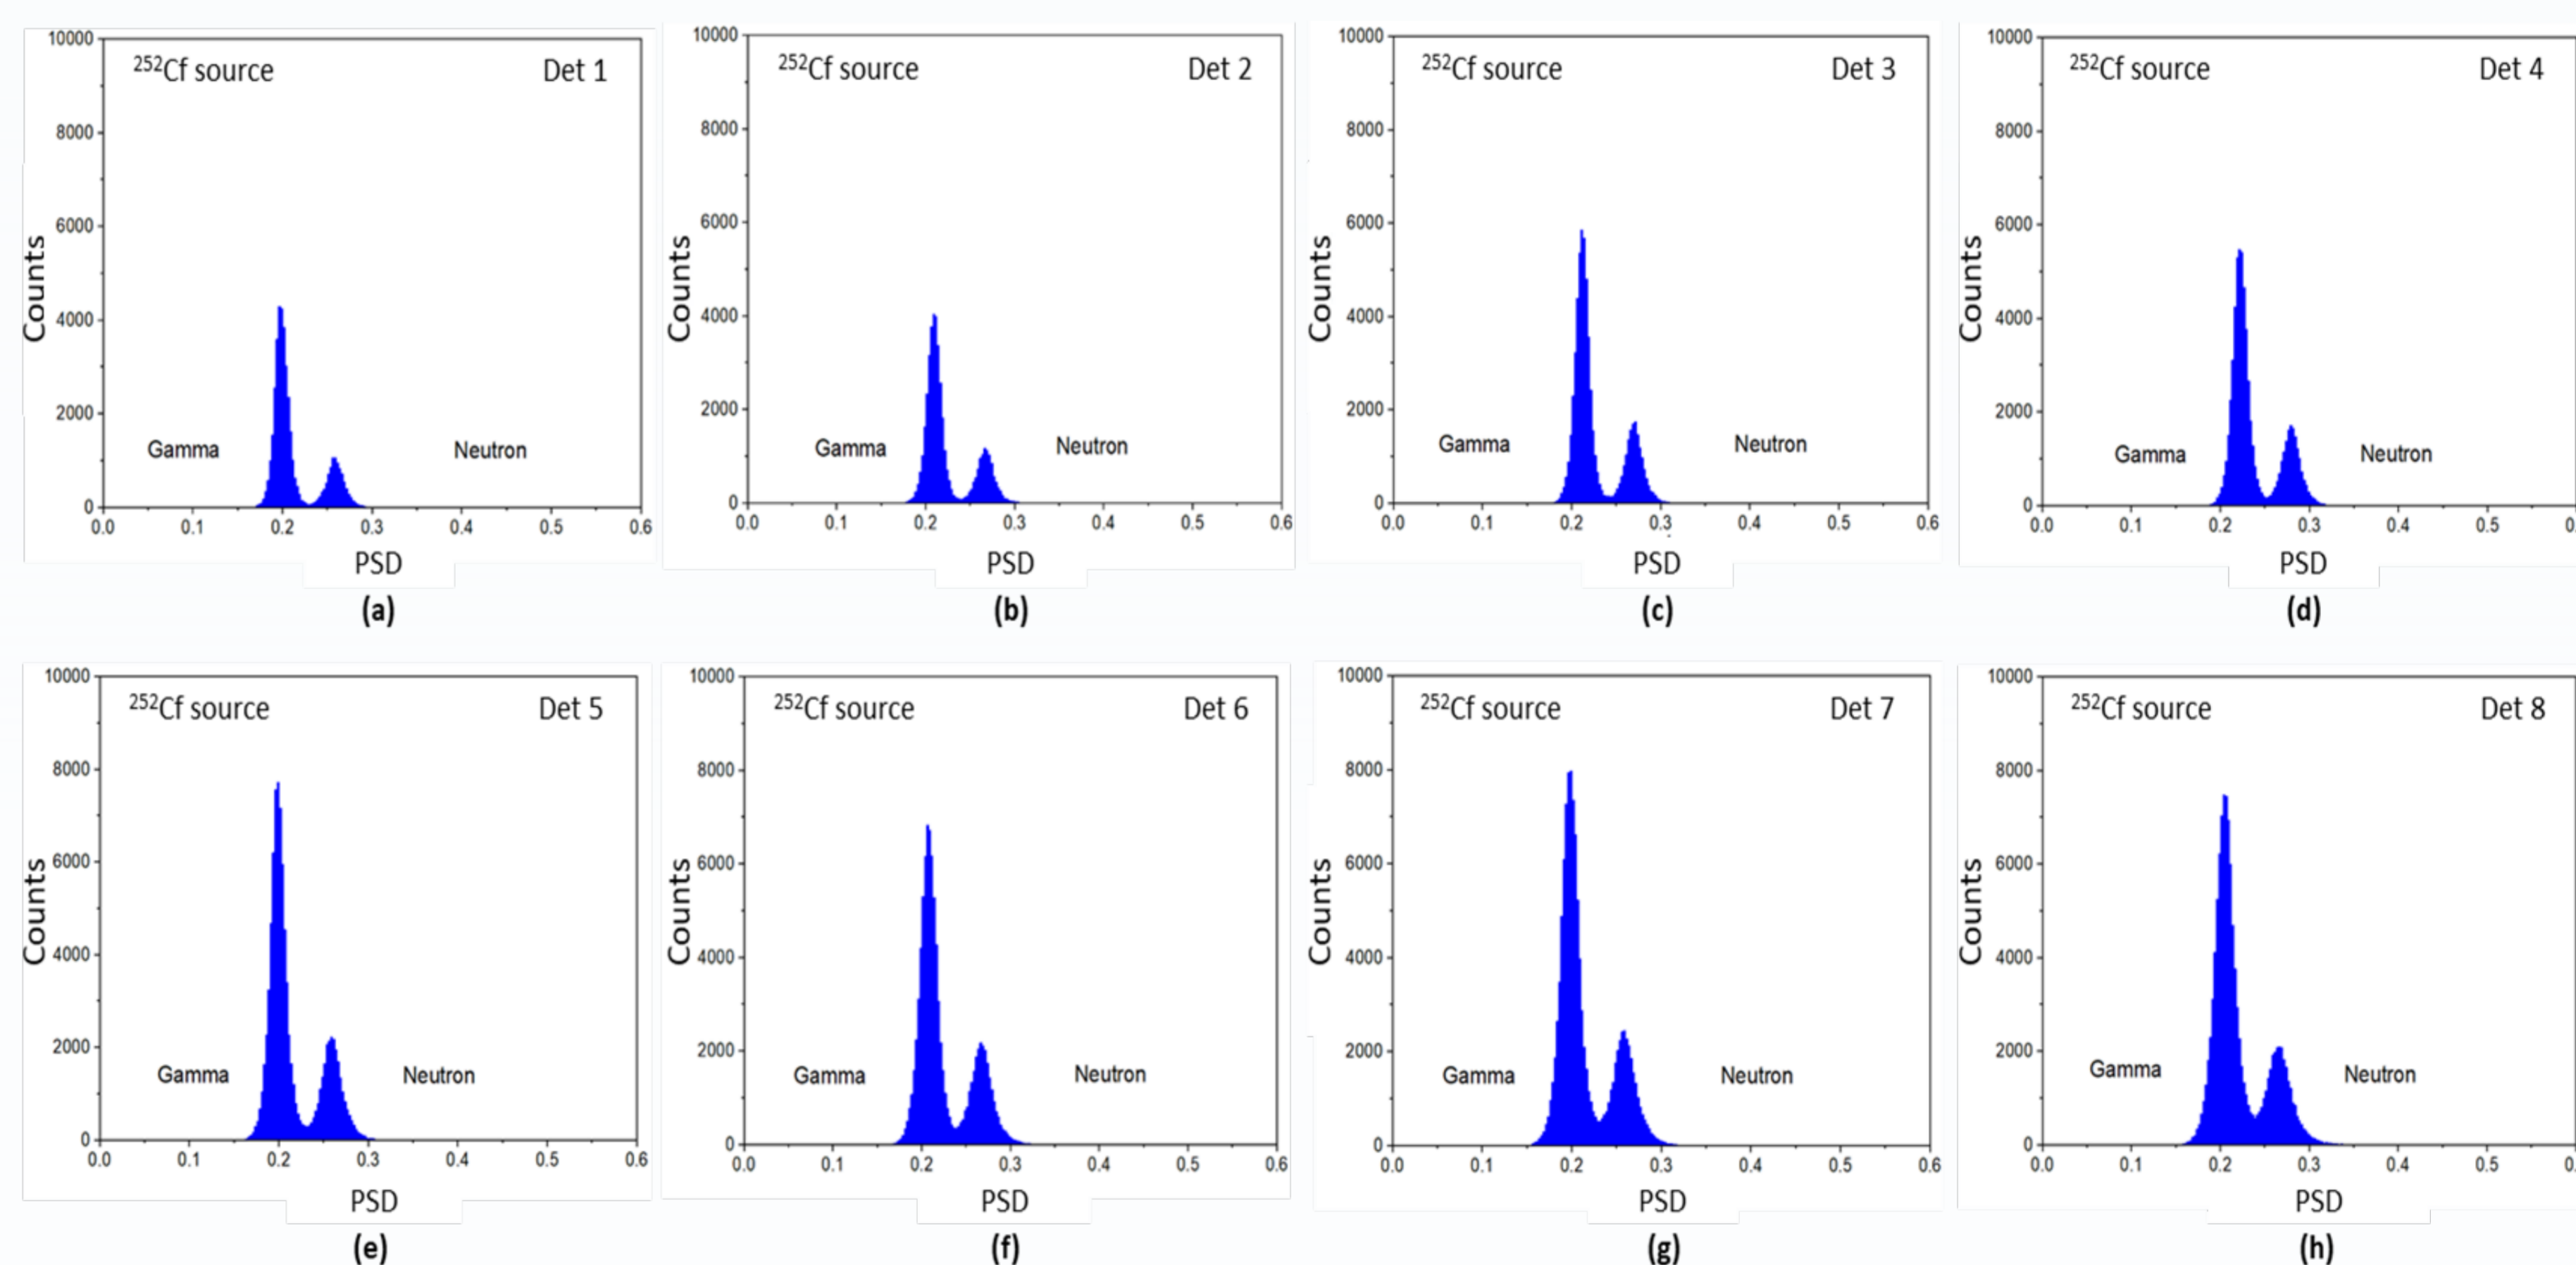 10000
8000
6000
4000
2000
0
Counts
²⁵²Cf source
Det 1
Gamma
Neutron
0.0 0.1 0.2 0.3 0.4 0.5 0.6
PSD
(a)
10000
8000
6000
4000
2000
0
Counts
²⁵²Cf source
Det 2
Gamma
Neutron
0.0 0.1 0.2 0.3 0.4 0.5 0.6
PSD
(b)
10000
8000
6000
4000
2000
0
Counts
²⁵²Cf source
Det 3
Gamma
Neutron
0.0 0.1 0.2 0.3 0.4 0.5 0.6
PSD
(c)
10000
8000
6000
4000
2000
0
Counts
²⁵²Cf source
Det 4
Gamma
Neutron
0.0 0.1 0.2 0.3 0.4 0.5
PSD
(d)
10000
8000
6000
4000
2000
0
Counts
²⁵²Cf source
Det 5
Gamma
Neutron
0.0 0.1 0.2 0.3 0.4 0.5 0.6
PSD
(e)
10000
8000
6000
4000
2000
0
Counts
²⁵²Cf source
Det 6
Gamma
Neutron
0.0 0.1 0.2 0.3 0.4 0.5 0.6
PSD
(f)
10000
8000
6000
4000
2000
0
Counts
²⁵²Cf source
Det 7
Gamma
Neutron
0.0 0.1 0.2 0.3 0.4 0.5 0.6
PSD
(g)
10000
8000
6000
4000
2000
0
Counts
²⁵²Cf source
Det 8
Gamma
Neutron
0.0 0.1 0.2 0.3 0.4 0.5
PSD
(h)